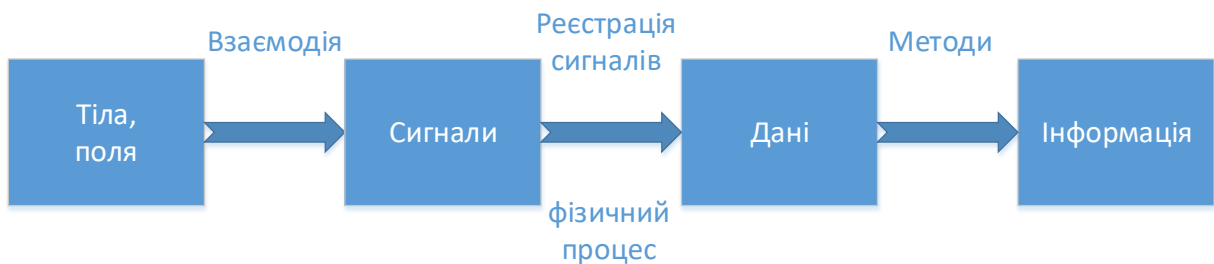 Взаємодія
Реєстрація
сигналів
Методи
Тіла,
поля
Сигнали
Дані
Інформація
фізичний
процес